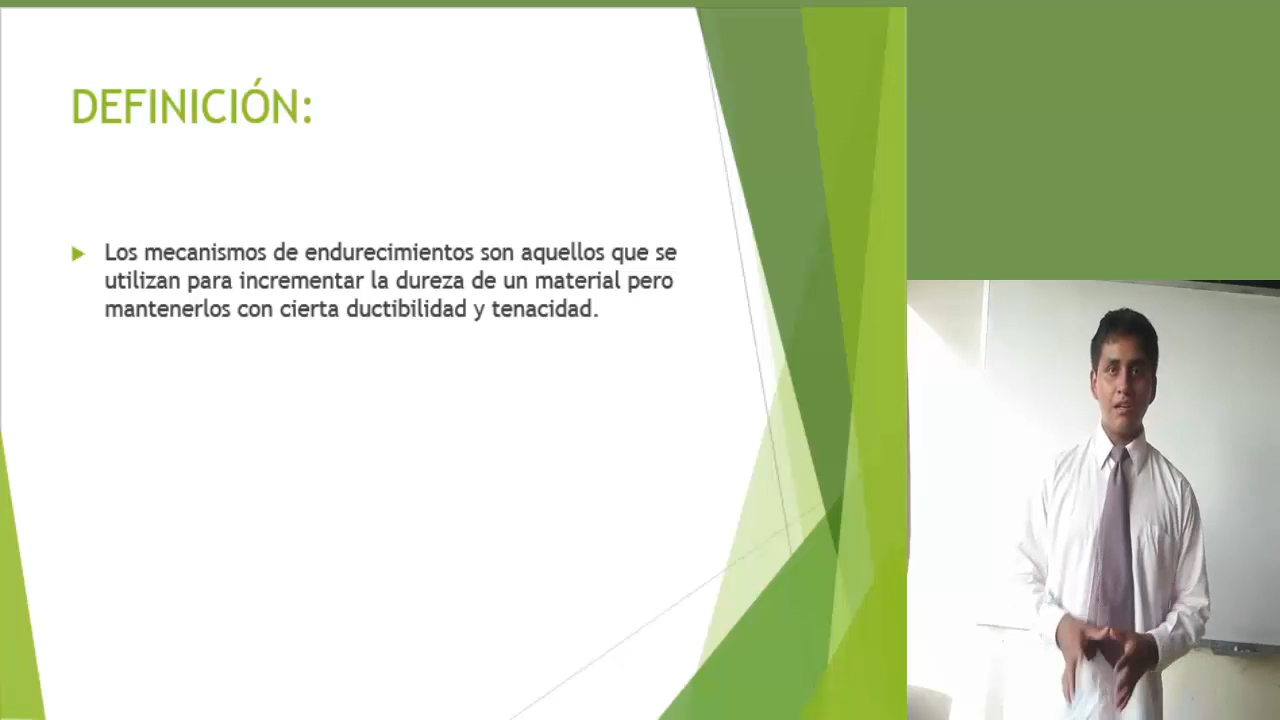 DEFINICIÓN:
Los mecanismos de endurecimientos son aquellos que se
utilizan para incrementar la dureza de un material pero
mantenerlos con cierta ductibilidad y tenacidad.